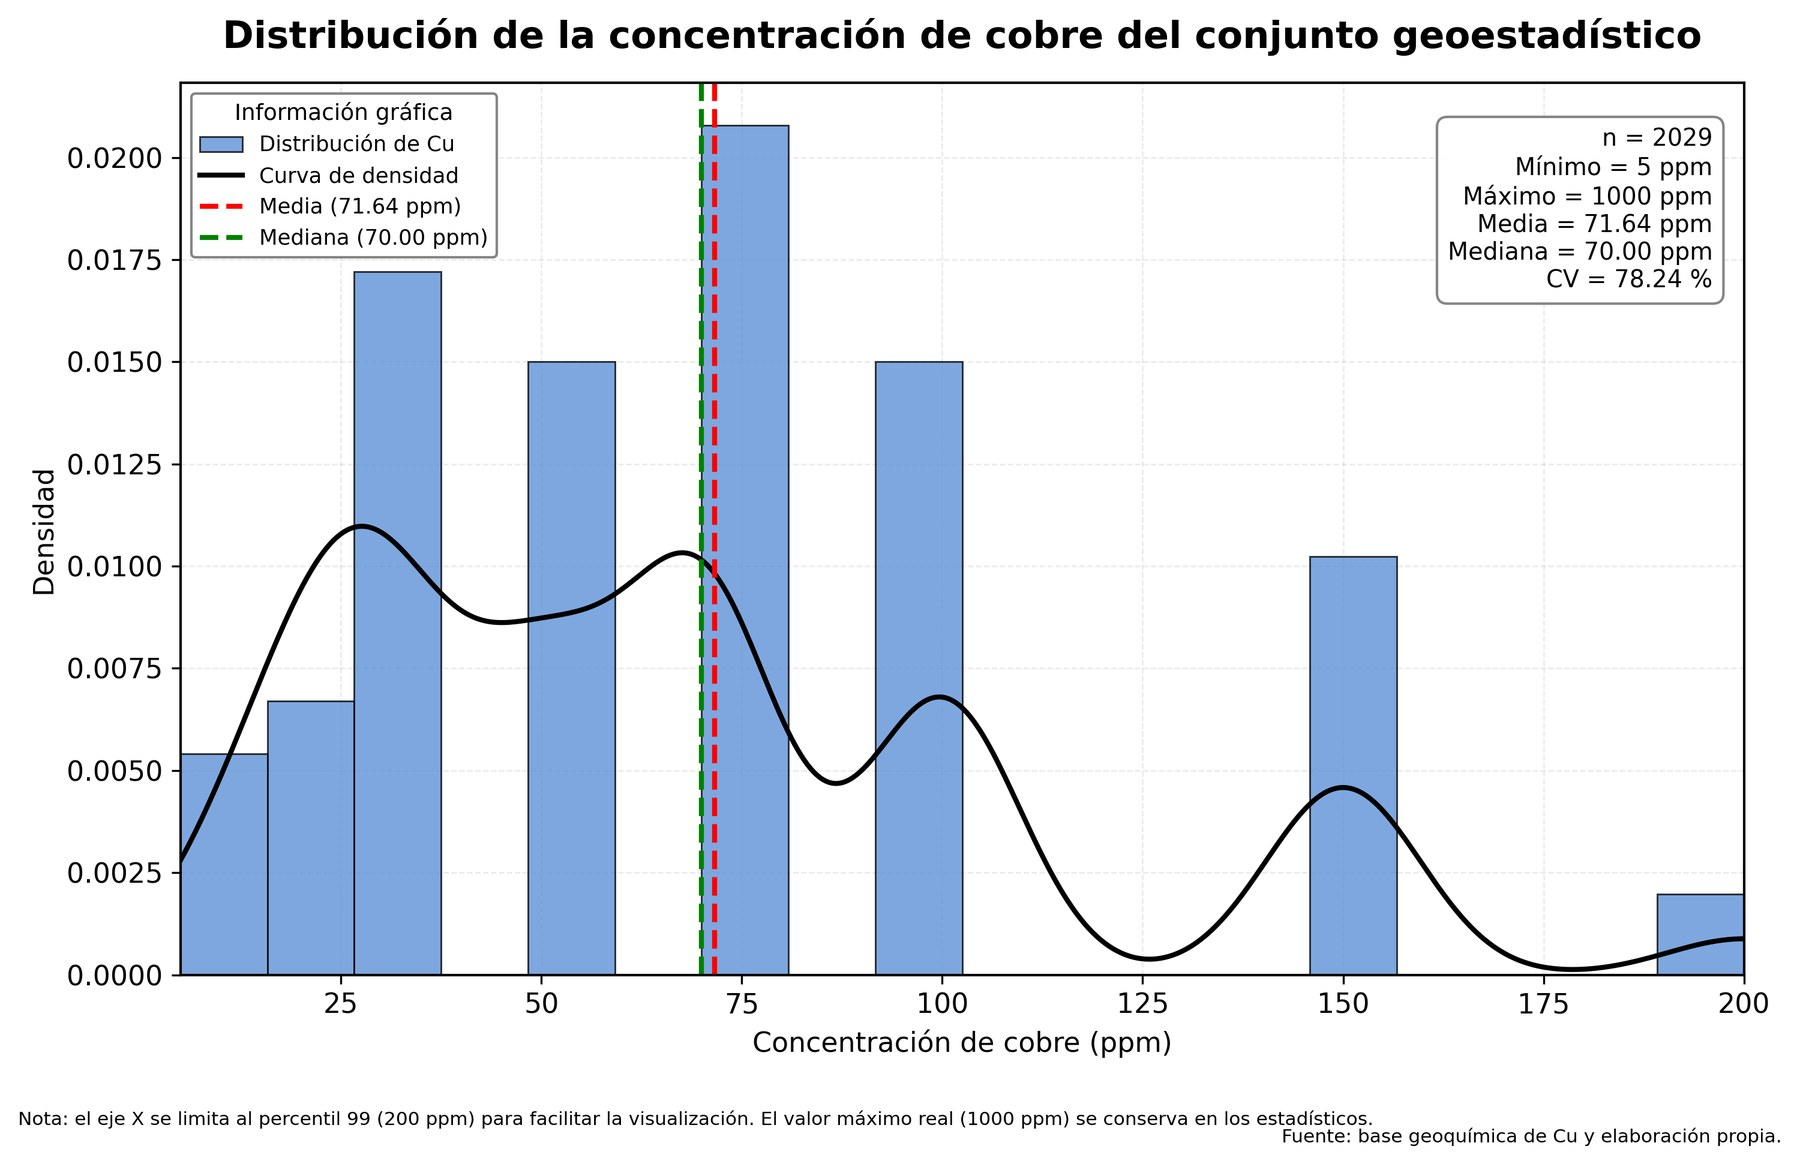 Distribución de la concentración de cobre del conjunto geoestadístico
Información gráfica
Distribución de Cu
Curva de densidad
Media (71.64 ppm)
Mediana (70.00 ppm)
n = 2029
Mínimo = 5 ppm
Máximo = 1000 ppm
Media = 71.64 ppm
Mediana = 70.00 ppm
CV = 78.24 %
Densidad
0.0200
0.0175
0.0150
0.0125
0.0100
0.0075
0.0050
0.0025
0.0000
25 50 75 100 125 150 175 200
Concentración de cobre (ppm)
Nota: el eje X se limita al percentil 99 (200 ppm) para facilitar la visualización. El valor máximo real (1000 ppm) se conserva en los estadísticos.
Fuente: base geoquímica de Cu y elaboración propia.